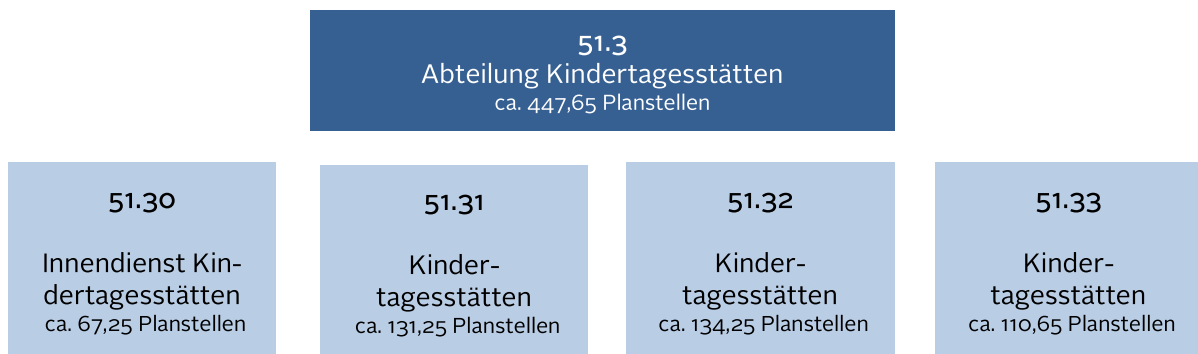 51.3
Abteilung Kindertagesstätten
ca. 447,65 Planstellen
51.30
Innendienst Kin-
dertagesstätten
ca. 67,25 Planstellen
51.31
Kinder-
tagesstätten
ca. 131,25 Planstellen
51.32
Kinder-
tagesstätten
ca. 134,25 Planstellen
51.33
Kinder-
tagesstätten
ca. 110,65 Planstellen